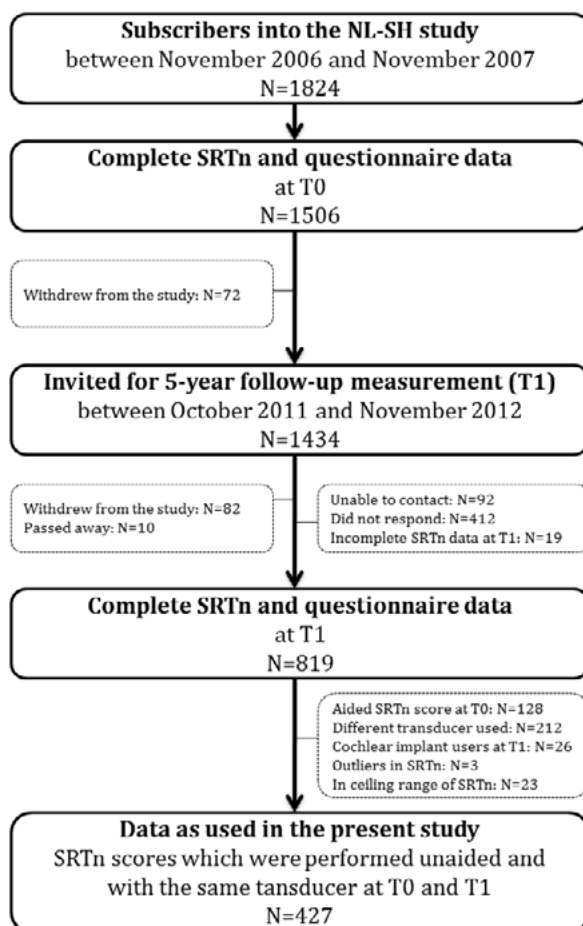 Subscribers into the NL-SH study
between November 2006 and November 2007
N=1824
Complete SRTn and questionnaire data
at T0
N=1506
Withdrew from the study: N=72
Invited for 5-year follow-up measurement (T1)
between October 2011 and November 2012
N=1434
Withdrew from the study: N=82
Passed away: N=10
Unable to contact: N=92
Did not respond: N=412
Incomplete SRTn data at T1: N=19
Complete SRTn and questionnaire data
at T1
N=819
Aided SRTn score at T0: N=128
Different transducer used: N=212
Cochlear implant users at T1: N=26
Outliers in SRTn: N=3
In ceiling range of SRTn: N=23
Data as used in the present study
SRTn scores which were performed unaided and
with the same tansducer at T0 and T1
N=427